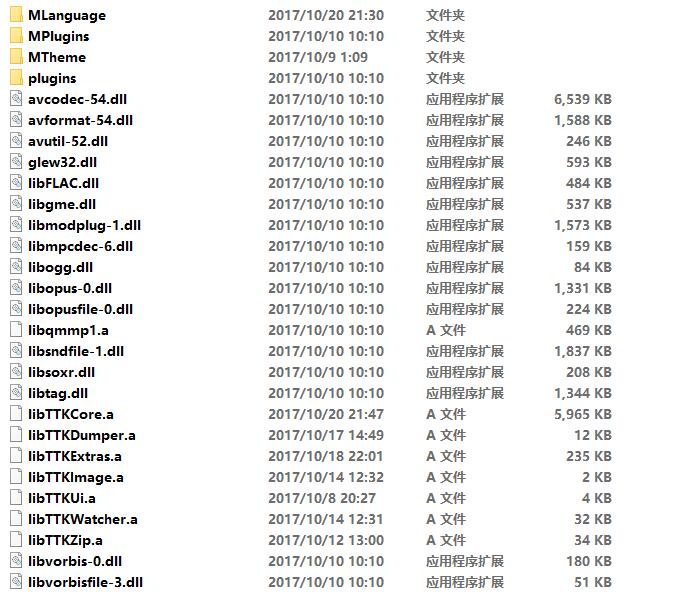 MLanguage 2017/10/20 21:30 文件夹
MPlugins 2017/10/10 10:10 文件夹
MTheme 2017/10/9 1:09 文件夹
plugins 2017/10/10 10:10 文件夹
avcodec-54.dll 2017/10/10 10:10 应用程序扩展 6,539 KB
avformat-54.dll 2017/10/10 10:10 应用程序扩展 1,588 KB
avutil-52.dll 2017/10/10 10:10 应用程序扩展 246 KB
glew32.dll 2017/10/10 10:10 应用程序扩展 593 KB
libFLAC.dll 2017/10/10 10:10 应用程序扩展 484 KB
libgme.dll 2017/10/10 10:10 应用程序扩展 537 KB
libmodplug-1.dll 2017/10/10 10:10 应用程序扩展 1,573 KB
libmpcdec-6.dll 2017/10/10 10:10 应用程序扩展 159 KB
libogg.dll 2017/10/10 10:10 应用程序扩展 84 KB
libopus-0.dll 2017/10/10 10:10 应用程序扩展 1,331 KB
libopusfile-0.dll 2017/10/10 10:10 应用程序扩展 224 KB
libqmmp1.a 2017/10/10 10:10 A 文件 469 KB
libsndfile-1.dll 2017/10/10 10:10 应用程序扩展 1,837 KB
libsoxr.dll 2017/10/10 10:10 应用程序扩展 208 KB
libtag.dll 2017/10/10 10:10 应用程序扩展 1,344 KB
libTTKCore.a 2017/10/20 21:47 A 文件 5,965 KB
libTTKDumper.a 2017/10/17 14:49 A 文件 12 KB
libTTKExtras.a 2017/10/18 22:01 A 文件 235 KB
libTTKImage.a 2017/10/14 12:32 A 文件 2 KB
libTTKUi.a 2017/10/8 20:27 A 文件 4 KB
libTTKWatcher.a 2017/10/14 12:31 A 文件 32 KB
libTTKZip.a 2017/10/12 13:00 A 文件 34 KB
libvorbis-0.dll 2017/10/10 10:10 应用程序扩展 180 KB
libvorbisfile-3.dll 2017/10/10 10:10 应用程序扩展 51 KB